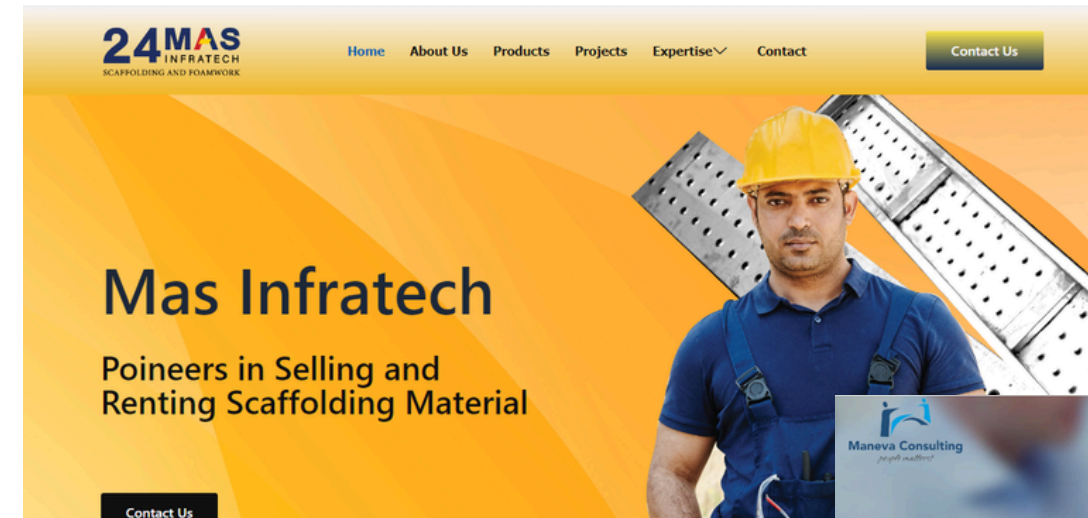 24MAS
INFRATECH
SCAFFOLDING AND FOAMWORK
Home About Us Products Projects Expertise Contact
Contact Us
Mas Infratech
Poineers in Selling and
Renting Scaffolding Material
Contact Us
Maneva Consulting
people matters!